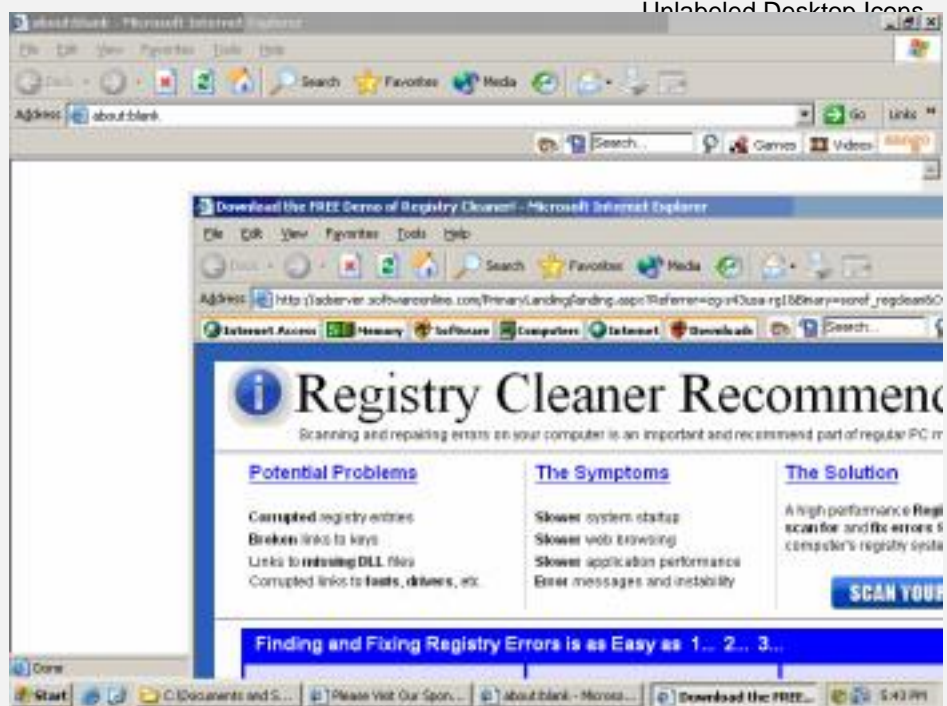 Unlabeled Desktop Icons
about:blank - Microsoft Internet Explorer
File Edit View Favorites Tools Help
Back Search Favorites Media
Address about:blank Go Links
Search... Games Videos
Download the FREE Demo of Registry Cleaner! - Microsoft Internet Explorer
File Edit View Favorites Tools Help
Back Search Favorites Media
Address
Internet Access Memory Software Computers Internet Downloads Search...
Registry Cleaner Recommen
Scanning and repairing errors on your computer is an important and recommend part of regular PC m
Potential Problems The Symptoms The Solution
Corrupted registry entries Slower system startup A high performance Regi
Broken links to keys Slower web browsing scan for and fix errors
Links to missing DLL files Slower application performance computer's registry syste
Corrupted links to fonts, drivers, etc. Error messages and instability
SCAN YOUR
Finding and Fixing Registry Errors is as Easy as 1... 2... 3...
Done
Start C:\Documents and S... Please Visit Our Spon... about:blank - Microso... Download the FREE... 5:43 PM